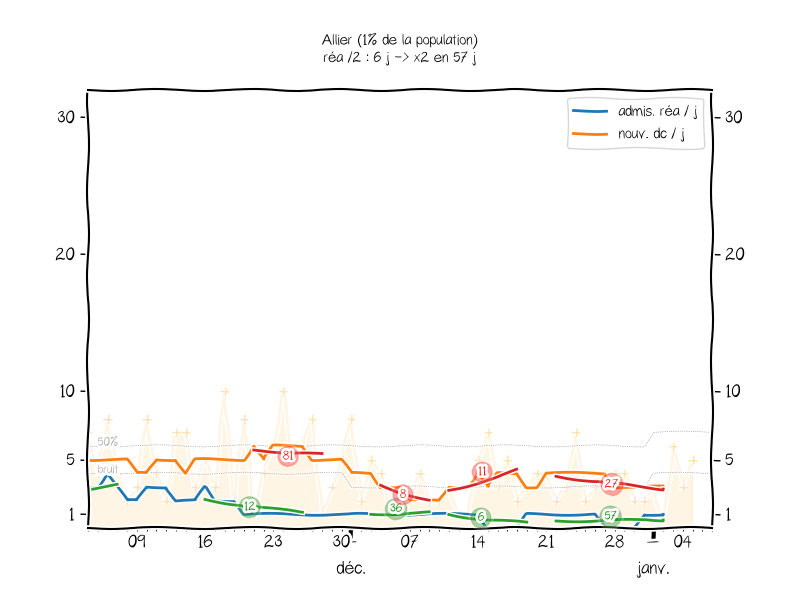 Allier (1% de la population)
réa /2 : 6 j -> x2 en 57 j
admis. réa / j
nouv. dc / j
30 30
20 20
10 10
50%
5 5
bruit
1 1
81
8
11
27
12
36
6
57
09 16 23 30 07 14 21 28 04
déc. janv.